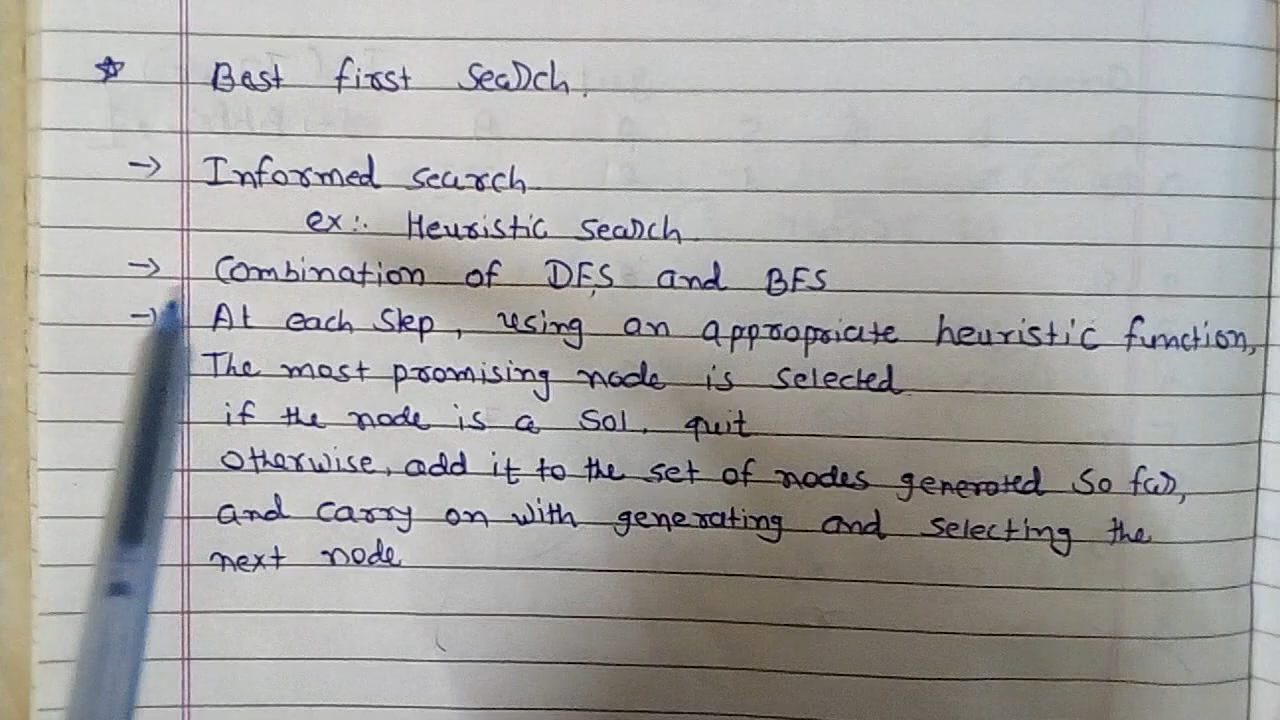 ☆ Best first search.
→ Informed search
ex:. Heuristic search
→ Combination of DFS and BFS
→ At each step, using an appropriate heuristic function,
The most promising node is selected
if the node is a sol. quit
Otherwise, add it to the set of nodes generated so far,
and carry on with generating and selecting the
next node